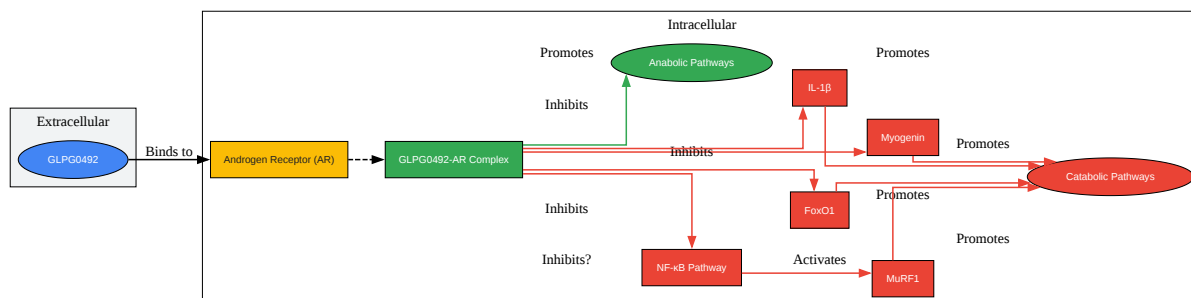 Intracellular
Promotes
Anabolic Pathways
Promotes
IL-1β
Extracellular
Inhibits
GLPG0492
Binds to
Androgen Receptor (AR)
GLPG0492-AR Complex
Inhibits
Myogenin
Promotes
Catabolic Pathways
Inhibits
FoxO1
Promotes
Inhibits?
NF-κB Pathway
Activates
MuRF1
Promotes